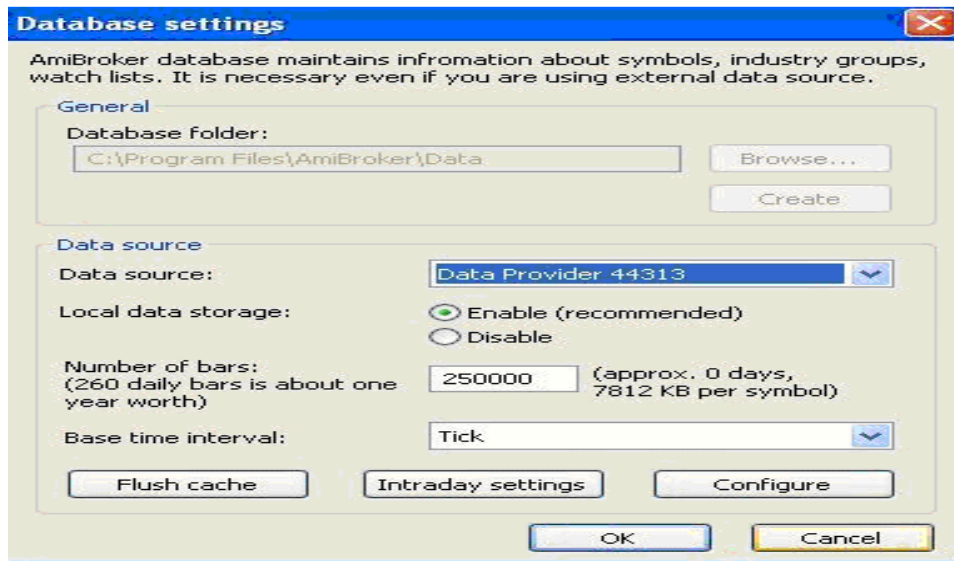 Database settings
AmiBroker database maintains infromation about symbols, industry groups,
watch lists. It is necessary even if you are using external data source.
General
Database folder:
C:\Program Files\AmiBroker\Data
Browse...
Create
Data source
Data source:
Data Provider 44313
Local data storage:
Enable (recommended)
Disable
Number of bars:
(260 daily bars is about one
year worth)
250000
(approx. 0 days,
7812 KB per symbol)
Base time interval:
Tick
Flush cache
Intraday settings
Configure
OK
Cancel